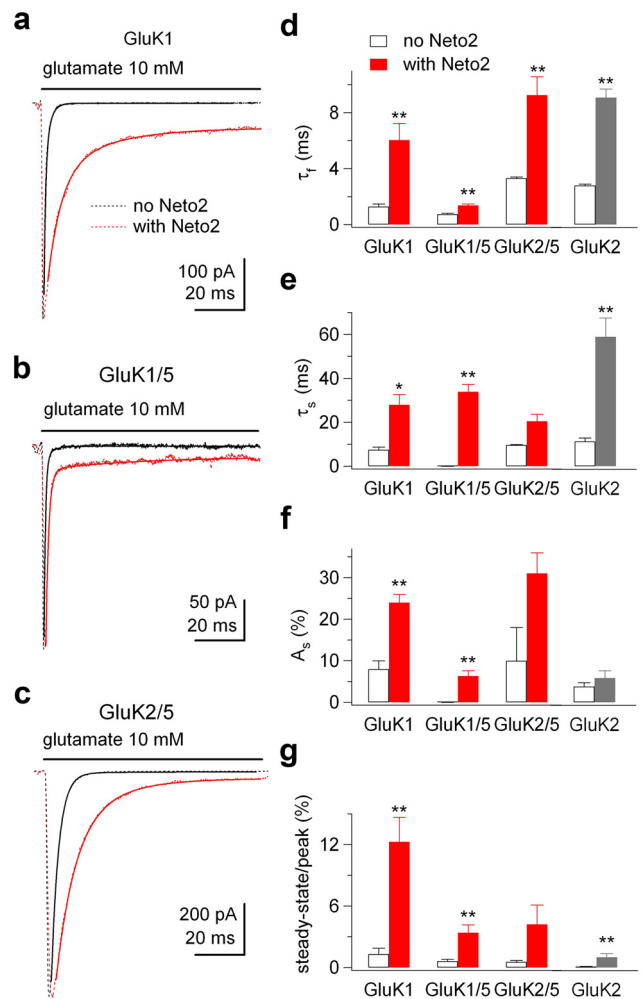 a
GluK1
glutamate 10 mM
no Neto2
with Neto2
100 pA
20 ms
b
GluK1/5
glutamate 10 mM
50 pA
20 ms
c
GluK2/5
glutamate 10 mM
200 pA
20 ms
d
no Neto2
with Neto2
τf (ms)
8
4
0
** ** ** **
GluK1 GluK1/5 GluK2/5 GluK2
e
τs (ms)
60
40
20
0
* ** **
GluK1 GluK1/5 GluK2/5 GluK2
f
As (%)
30
20
10
0
** **
GluK1 GluK1/5 GluK2/5 GluK2
g
steady-state/peak (%)
12
8
4
0
** ** **
GluK1 GluK1/5 GluK2/5 GluK2